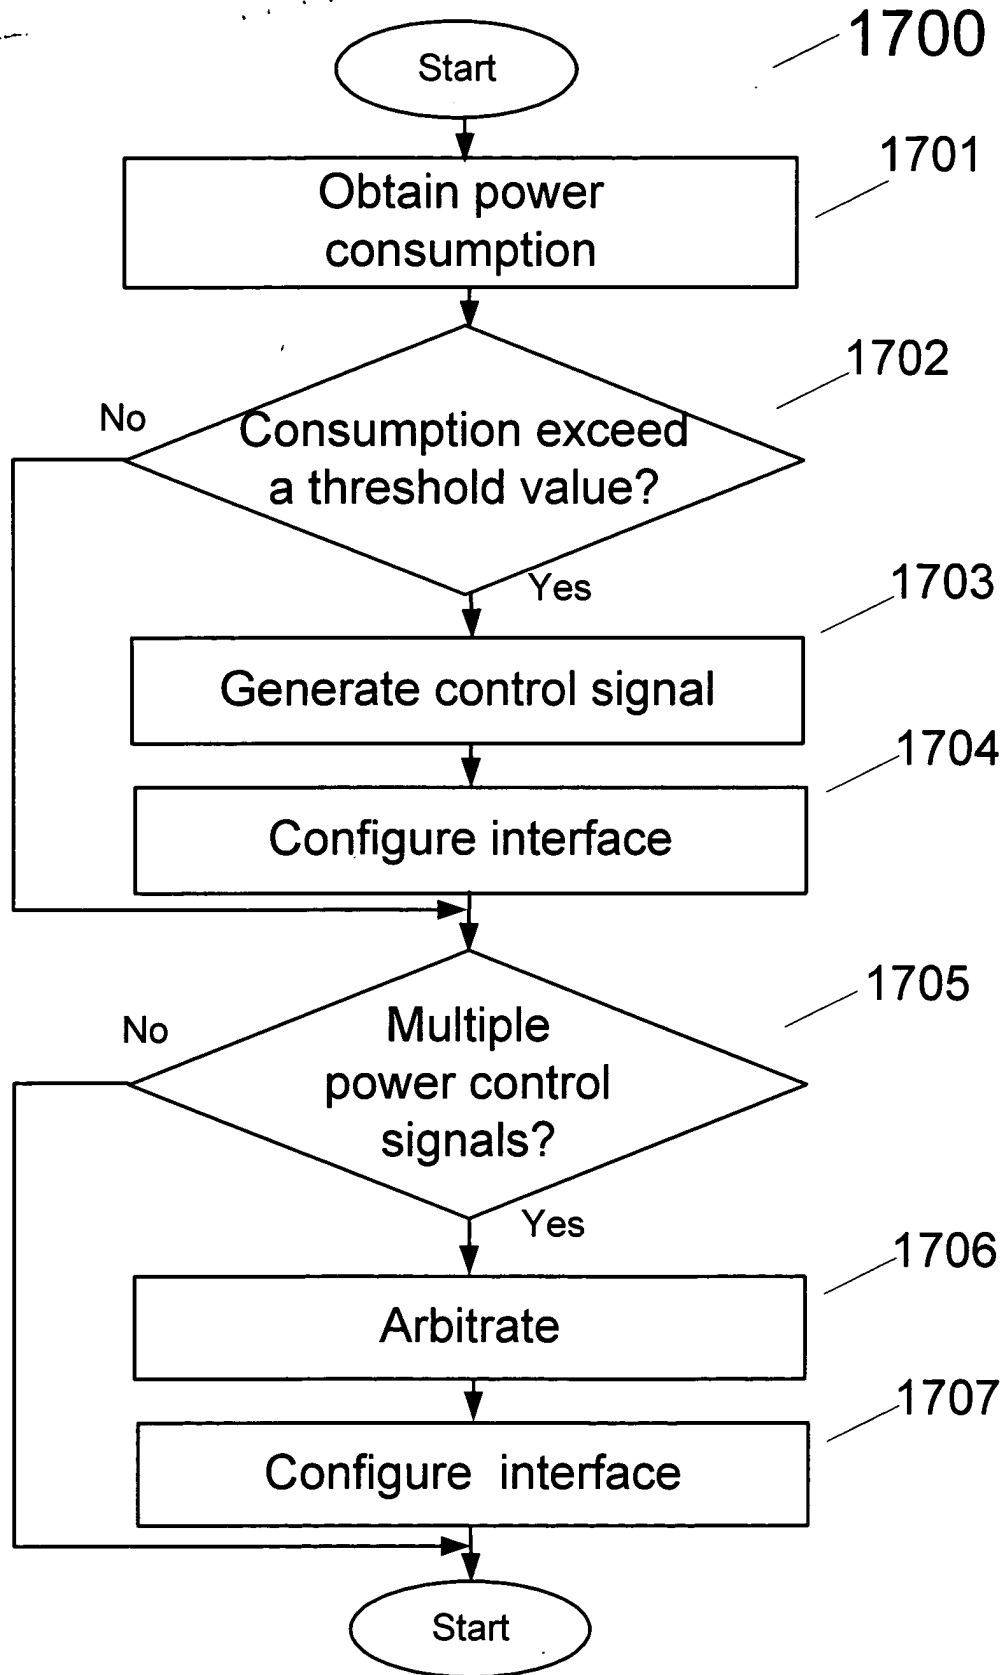 1700
Start
1701
Obtain power
consumption
1702
No
Consumption exceed
a threshold value?
Yes
1703
Generate control signal
1704
Configure interface
1705
No
Multiple
power control
signals?
Yes
1706
Arbitrate
1707
Configure interface
Start